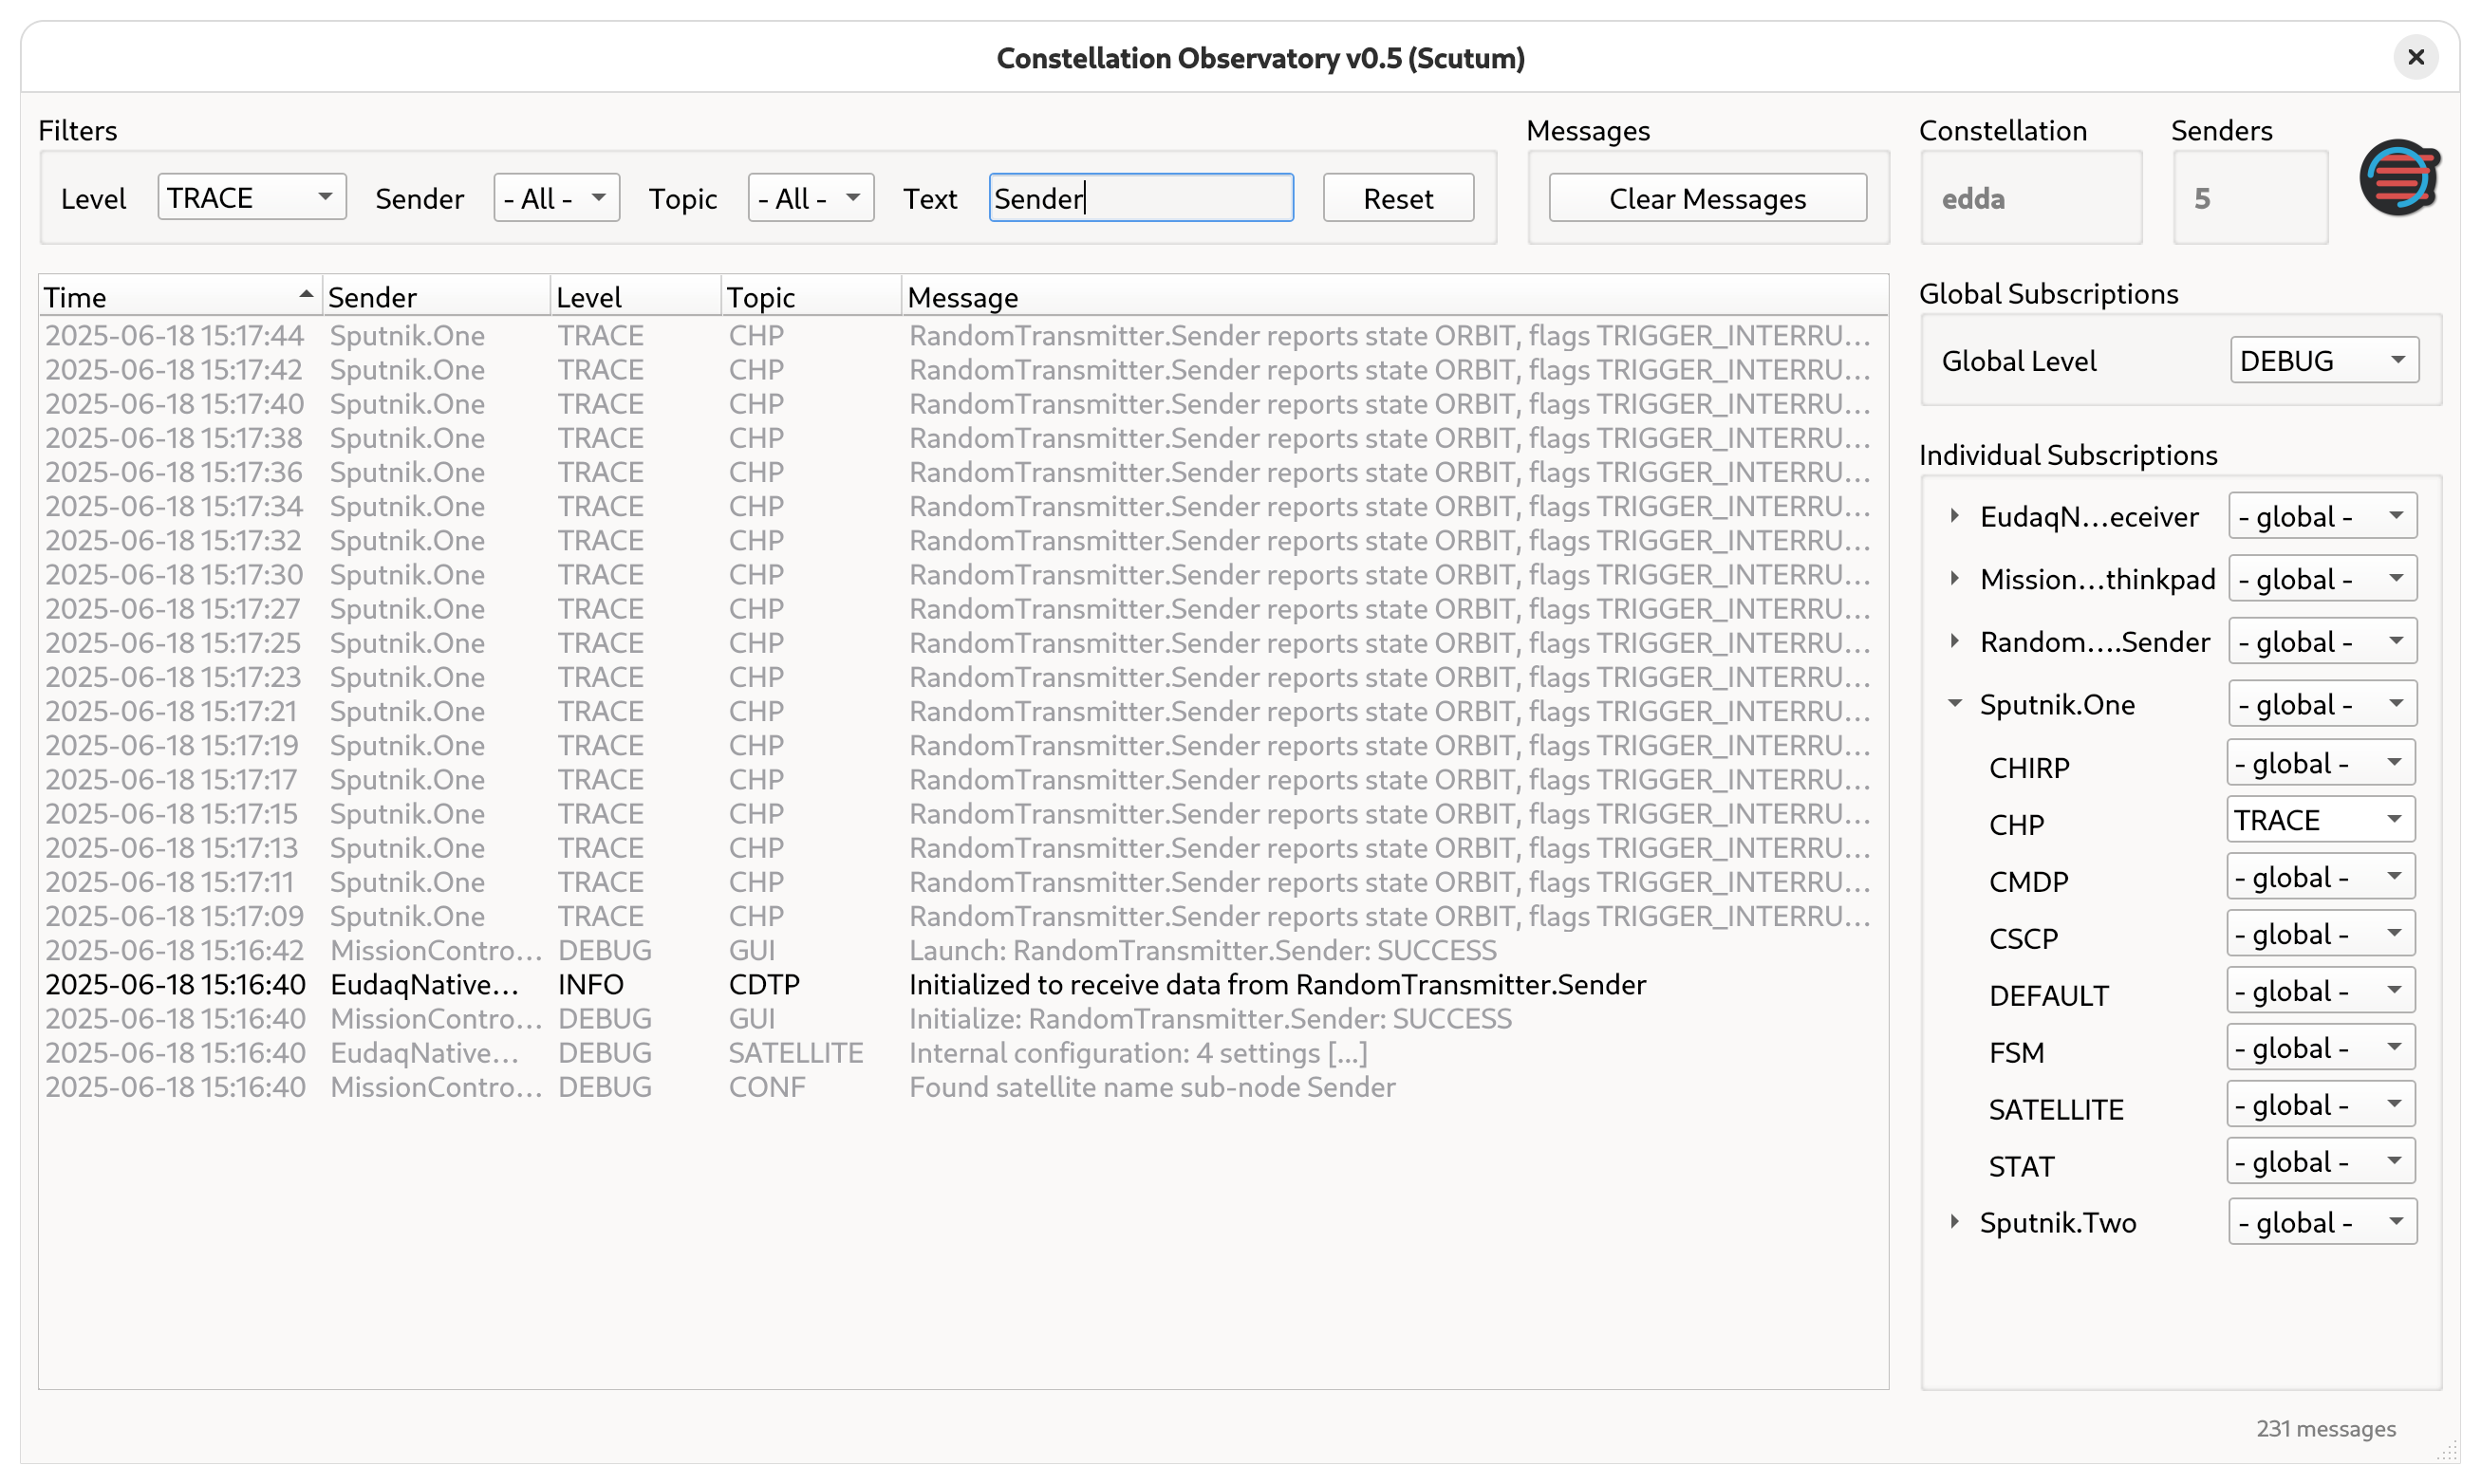 Constellation Observatory v0.5 (Scutum)
Filters
Messages
Constellation
Senders
Level TRACE Sender - All - Topic - All - Text Sender Reset
Clear Messages
edda
5
Time Sender Level Topic Message
2025-06-18 15:17:44 Sputnik.One TRACE CHP RandomTransmitter.Sender reports state ORBIT, flags TRIGGER_INTERRU…
2025-06-18 15:17:42 Sputnik.One TRACE CHP RandomTransmitter.Sender reports state ORBIT, flags TRIGGER_INTERRU…
2025-06-18 15:17:40 Sputnik.One TRACE CHP RandomTransmitter.Sender reports state ORBIT, flags TRIGGER_INTERRU…
2025-06-18 15:17:38 Sputnik.One TRACE CHP RandomTransmitter.Sender reports state ORBIT, flags TRIGGER_INTERRU…
2025-06-18 15:17:36 Sputnik.One TRACE CHP RandomTransmitter.Sender reports state ORBIT, flags TRIGGER_INTERRU…
2025-06-18 15:17:34 Sputnik.One TRACE CHP RandomTransmitter.Sender reports state ORBIT, flags TRIGGER_INTERRU…
2025-06-18 15:17:32 Sputnik.One TRACE CHP RandomTransmitter.Sender reports state ORBIT, flags TRIGGER_INTERRU…
2025-06-18 15:17:30 Sputnik.One TRACE CHP RandomTransmitter.Sender reports state ORBIT, flags TRIGGER_INTERRU…
2025-06-18 15:17:27 Sputnik.One TRACE CHP RandomTransmitter.Sender reports state ORBIT, flags TRIGGER_INTERRU…
2025-06-18 15:17:25 Sputnik.One TRACE CHP RandomTransmitter.Sender reports state ORBIT, flags TRIGGER_INTERRU…
2025-06-18 15:17:23 Sputnik.One TRACE CHP RandomTransmitter.Sender reports state ORBIT, flags TRIGGER_INTERRU…
2025-06-18 15:17:21 Sputnik.One TRACE CHP RandomTransmitter.Sender reports state ORBIT, flags TRIGGER_INTERRU…
2025-06-18 15:17:19 Sputnik.One TRACE CHP RandomTransmitter.Sender reports state ORBIT, flags TRIGGER_INTERRU…
2025-06-18 15:17:17 Sputnik.One TRACE CHP RandomTransmitter.Sender reports state ORBIT, flags TRIGGER_INTERRU…
2025-06-18 15:17:15 Sputnik.One TRACE CHP RandomTransmitter.Sender reports state ORBIT, flags TRIGGER_INTERRU…
2025-06-18 15:17:13 Sputnik.One TRACE CHP RandomTransmitter.Sender reports state ORBIT, flags TRIGGER_INTERRU…
2025-06-18 15:17:11 Sputnik.One TRACE CHP RandomTransmitter.Sender reports state ORBIT, flags TRIGGER_INTERRU…
2025-06-18 15:17:09 Sputnik.One TRACE CHP RandomTransmitter.Sender reports state ORBIT, flags TRIGGER_INTERRU…
2025-06-18 15:16:42 MissionContro… DEBUG GUI Launch: RandomTransmitter.Sender: SUCCESS
2025-06-18 15:16:40 EudaqNative… INFO CDTP Initialized to receive data from RandomTransmitter.Sender
2025-06-18 15:16:40 MissionContro… DEBUG GUI Initialize: RandomTransmitter.Sender: SUCCESS
2025-06-18 15:16:40 EudaqNative… DEBUG SATELLITE Internal configuration: 4 settings [...]
2025-06-18 15:16:40 MissionContro… DEBUG CONF Found satellite name sub-node Sender
Global Subscriptions
Global Level DEBUG
Individual Subscriptions
EudaqN…eceiver - global -
Mission…thinkpad - global -
Random….Sender - global -
Sputnik.One - global -
CHIRP - global -
CHP TRACE
CMDP - global -
CSCP - global -
DEFAULT - global -
FSM - global -
SATELLITE - global -
STAT - global -
Sputnik.Two - global -
231 messages